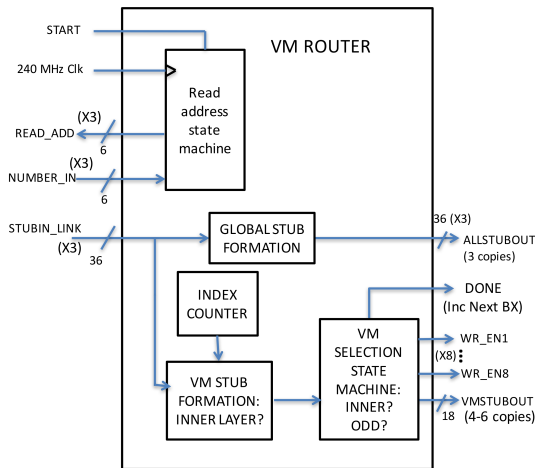 START
VM ROUTER
240 MHz Clk
Read
address
state
machine
(X3)
READ_ADD
6
(X3)
NUMBER_IN
6
STUBIN_LINK
(X3)
36
GLOBAL STUB
FORMATION
36 (X3)
ALLSTUBOUT
(3 copies)
INDEX
COUNTER
DONE
(Inc Next BX)
VM
SELECTION
STATE
MACHINE:
INNER?
ODD?
WR_EN1
(X8)
WR_EN8
VM STUB
FORMATION:
INNER LAYER?
VMSTUBOUT
18
(4-6 copies)